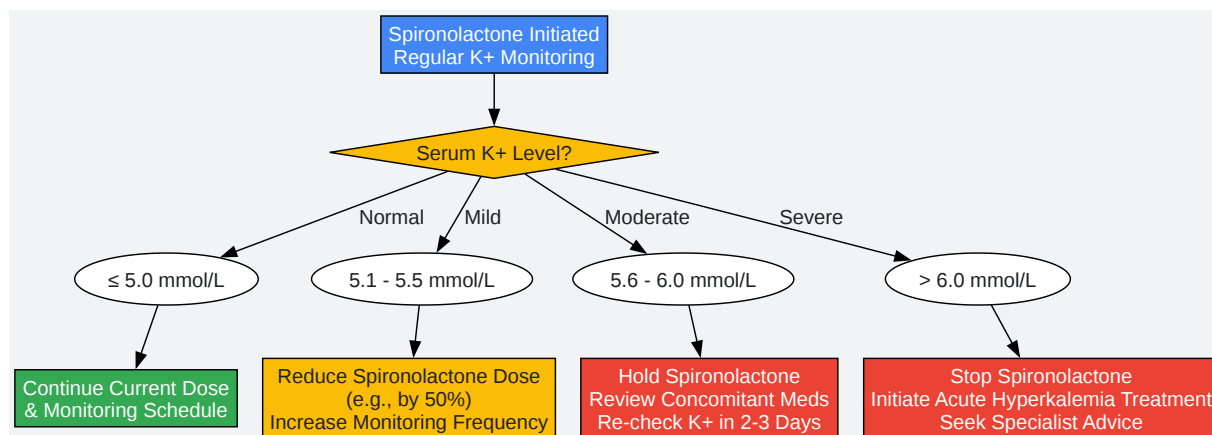 Spironolactone Initiated
Regular K+ Monitoring
Serum K+ Level?
Normal
Mild
Moderate
Severe
≤ 5.0 mmol/L
5.1 - 5.5 mmol/L
5.6 - 6.0 mmol/L
> 6.0 mmol/L
Continue Current Dose
& Monitoring Schedule
Reduce Spironolactone Dose
(e.g., by 50%)
Increase Monitoring Frequency
Hold Spironolactone
Review Concomitant Meds
Re-check K+ in 2-3 Days
Stop Spironolactone
Initiate Acute Hyperkalemia Treatment
Seek Specialist Advice